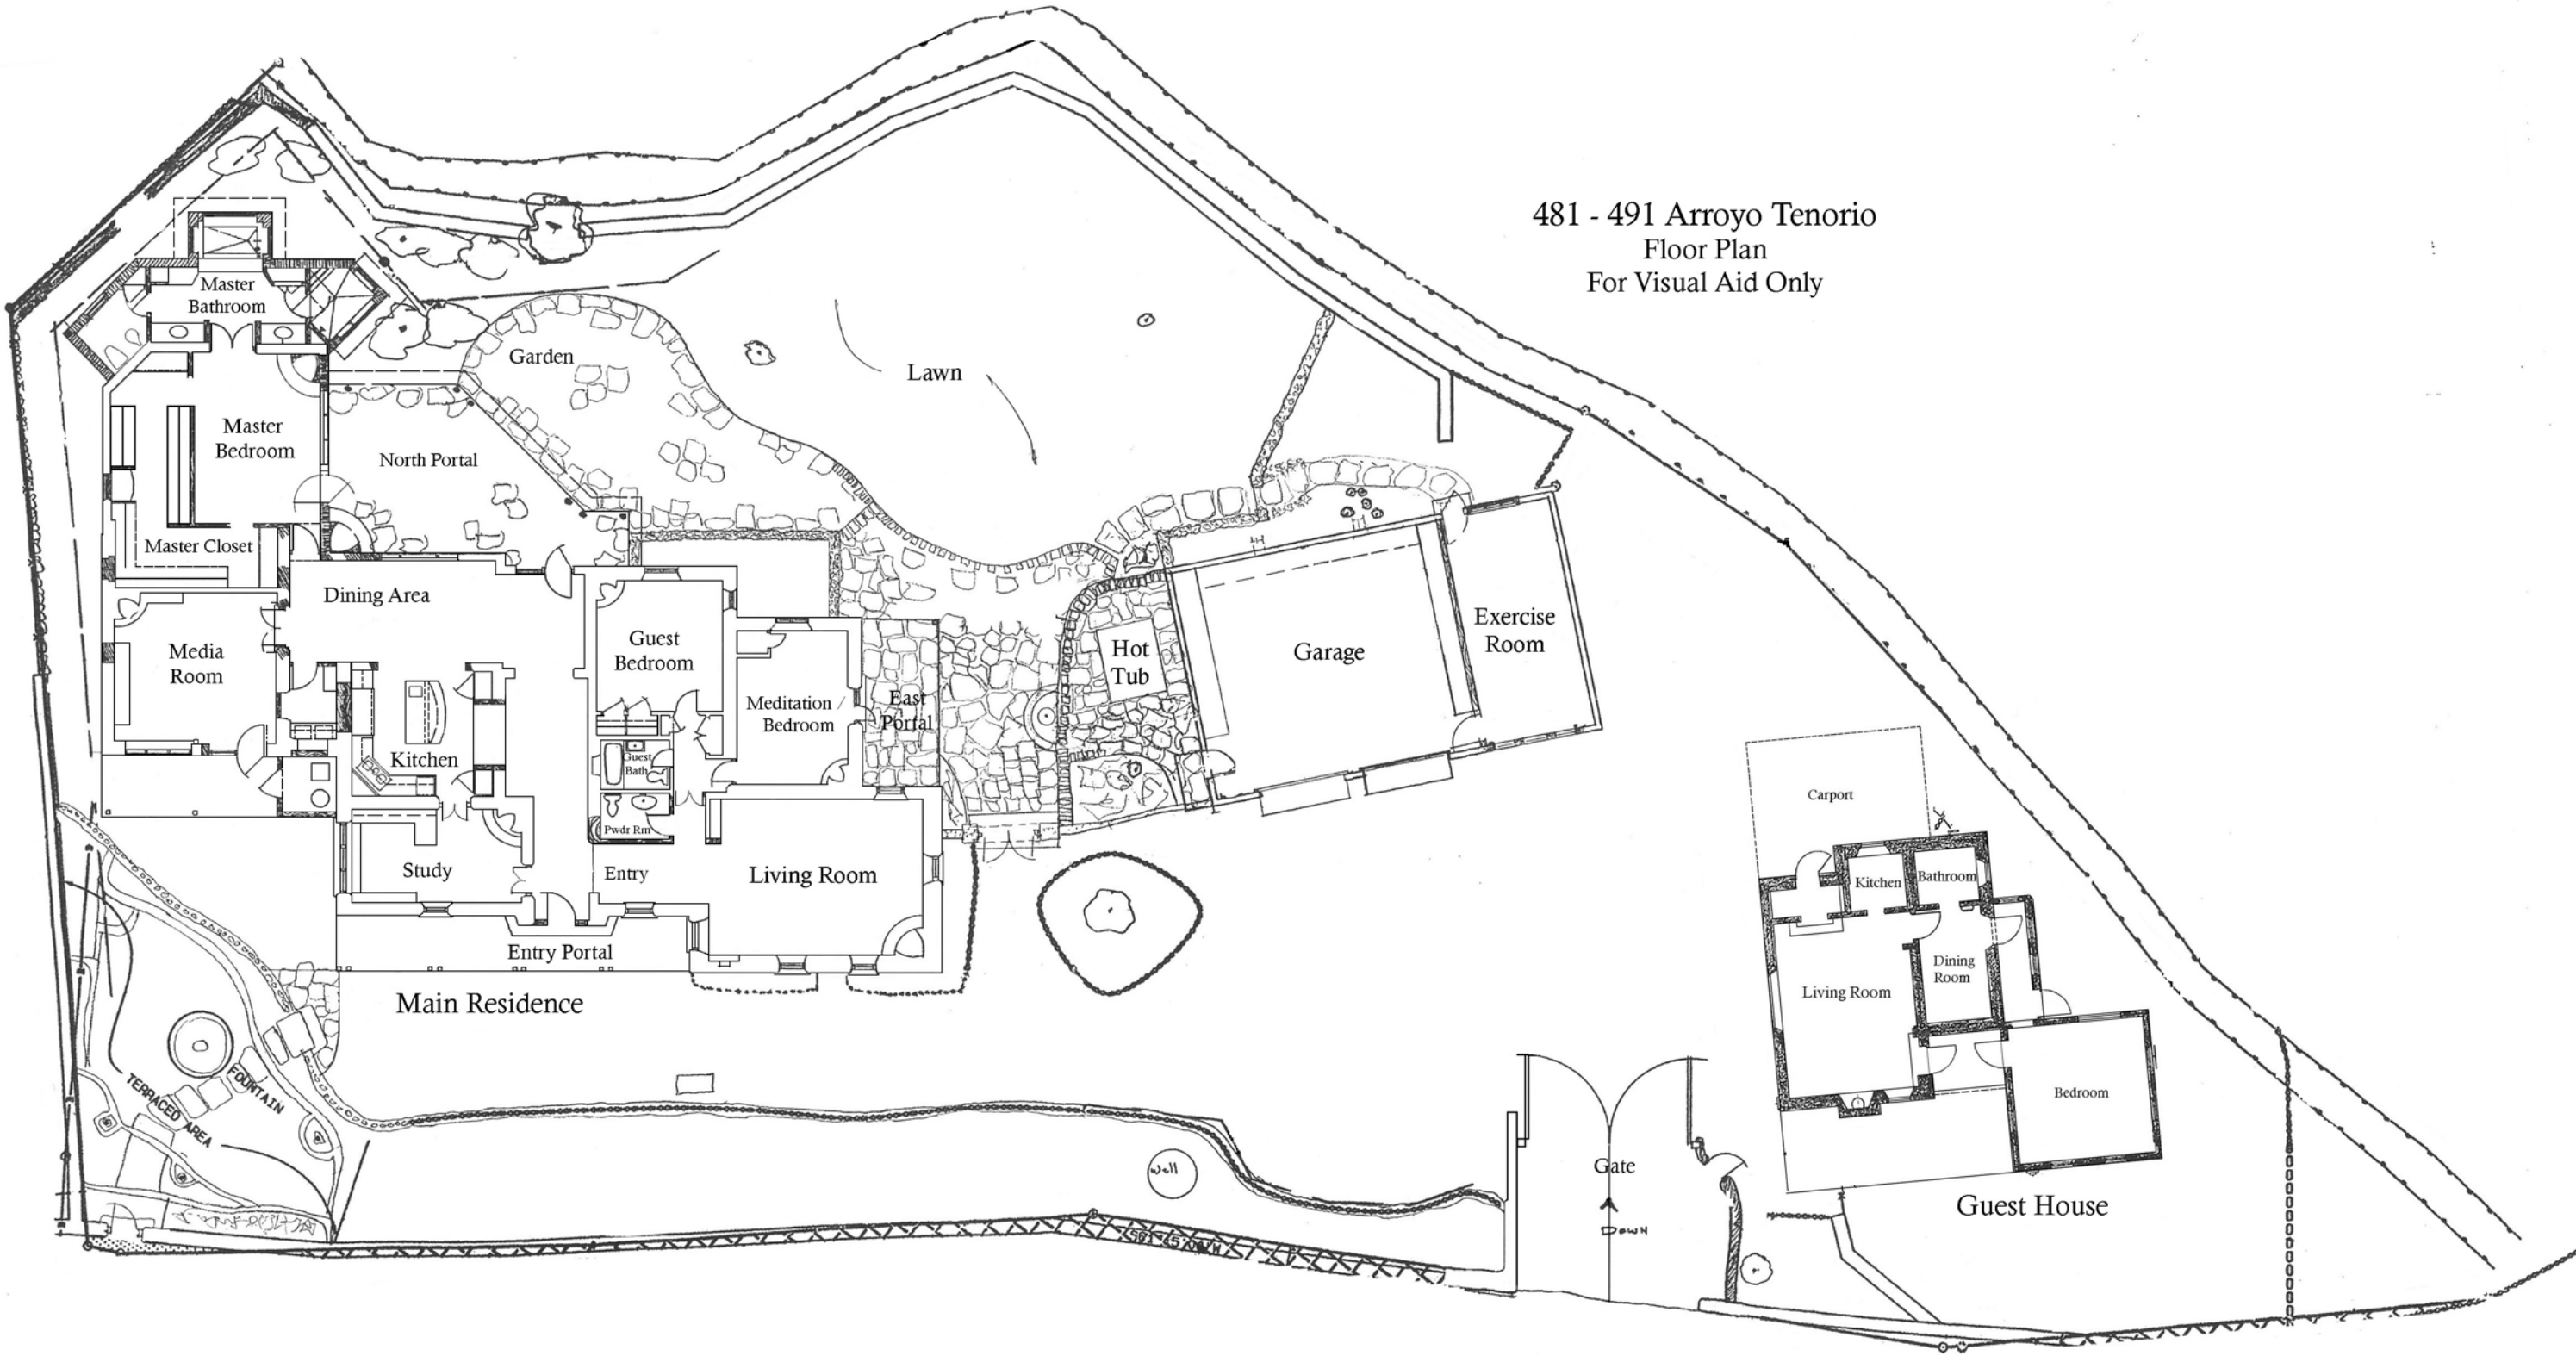 481 - 491 Arroyo Tenorio
Floor Plan
For Visual Aid Only
Master
Bathroom
Garden
Lawn
Master
Bedroom
North Portal
Master Closet
Dining Area
Media
Room
Guest
Bedroom
Meditation /
Bedroom
East
Portal
Hot
Tub
Garage
Exercise
Room
Kitchen
Guest
Bath
Pwdr Rm
Study
Entry
Living Room
Entry Portal
Main Residence
TERRACED
AREA
FOUNTAIN
Well
Gate
DOWN
Carport
Kitchen
Bathroom
Dining
Room
Living Room
Bedroom
Guest House